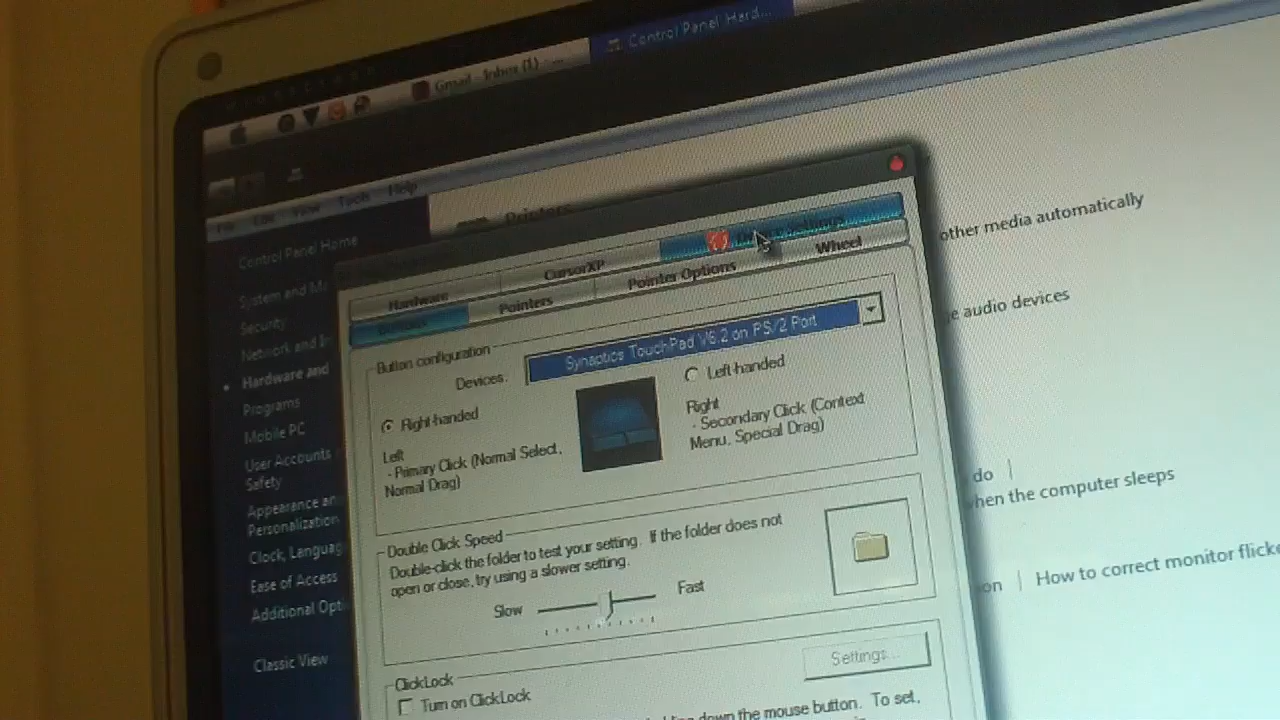 Control Panel Hard...
Gmail - Inbox (1) - ...
Edit View Tools Help
Printers
Control Panel Home
System and Ma
Security
Network and In
Hardware and
Programs
Mobile PC
User Accounts
Safety
Appearance an
Personalization
Clock, Languag
Ease of Access
Additional Opti
Classic View
Hardware
CursorXP
Settings
Pointers
Pointer Options
Wheel
Button configuration
Devices:
Synaptics TouchPad V6.2 on PS/2 Port
Right-handed
Left-handed
Left
- Primary Click (Normal Select,
Normal Drag)
Right
- Secondary Click (Context
Menu, Special Drag)
Double Click Speed
Double-click the folder to test your setting. If the folder does not
open or close, try using a slower setting.
Slow
Fast
ClickLock
Settings...
Turn on ClickLock
down the mouse button. To set,
other media automatically
audio devices
do |
when the computer sleeps
on | How to correct monitor flicke